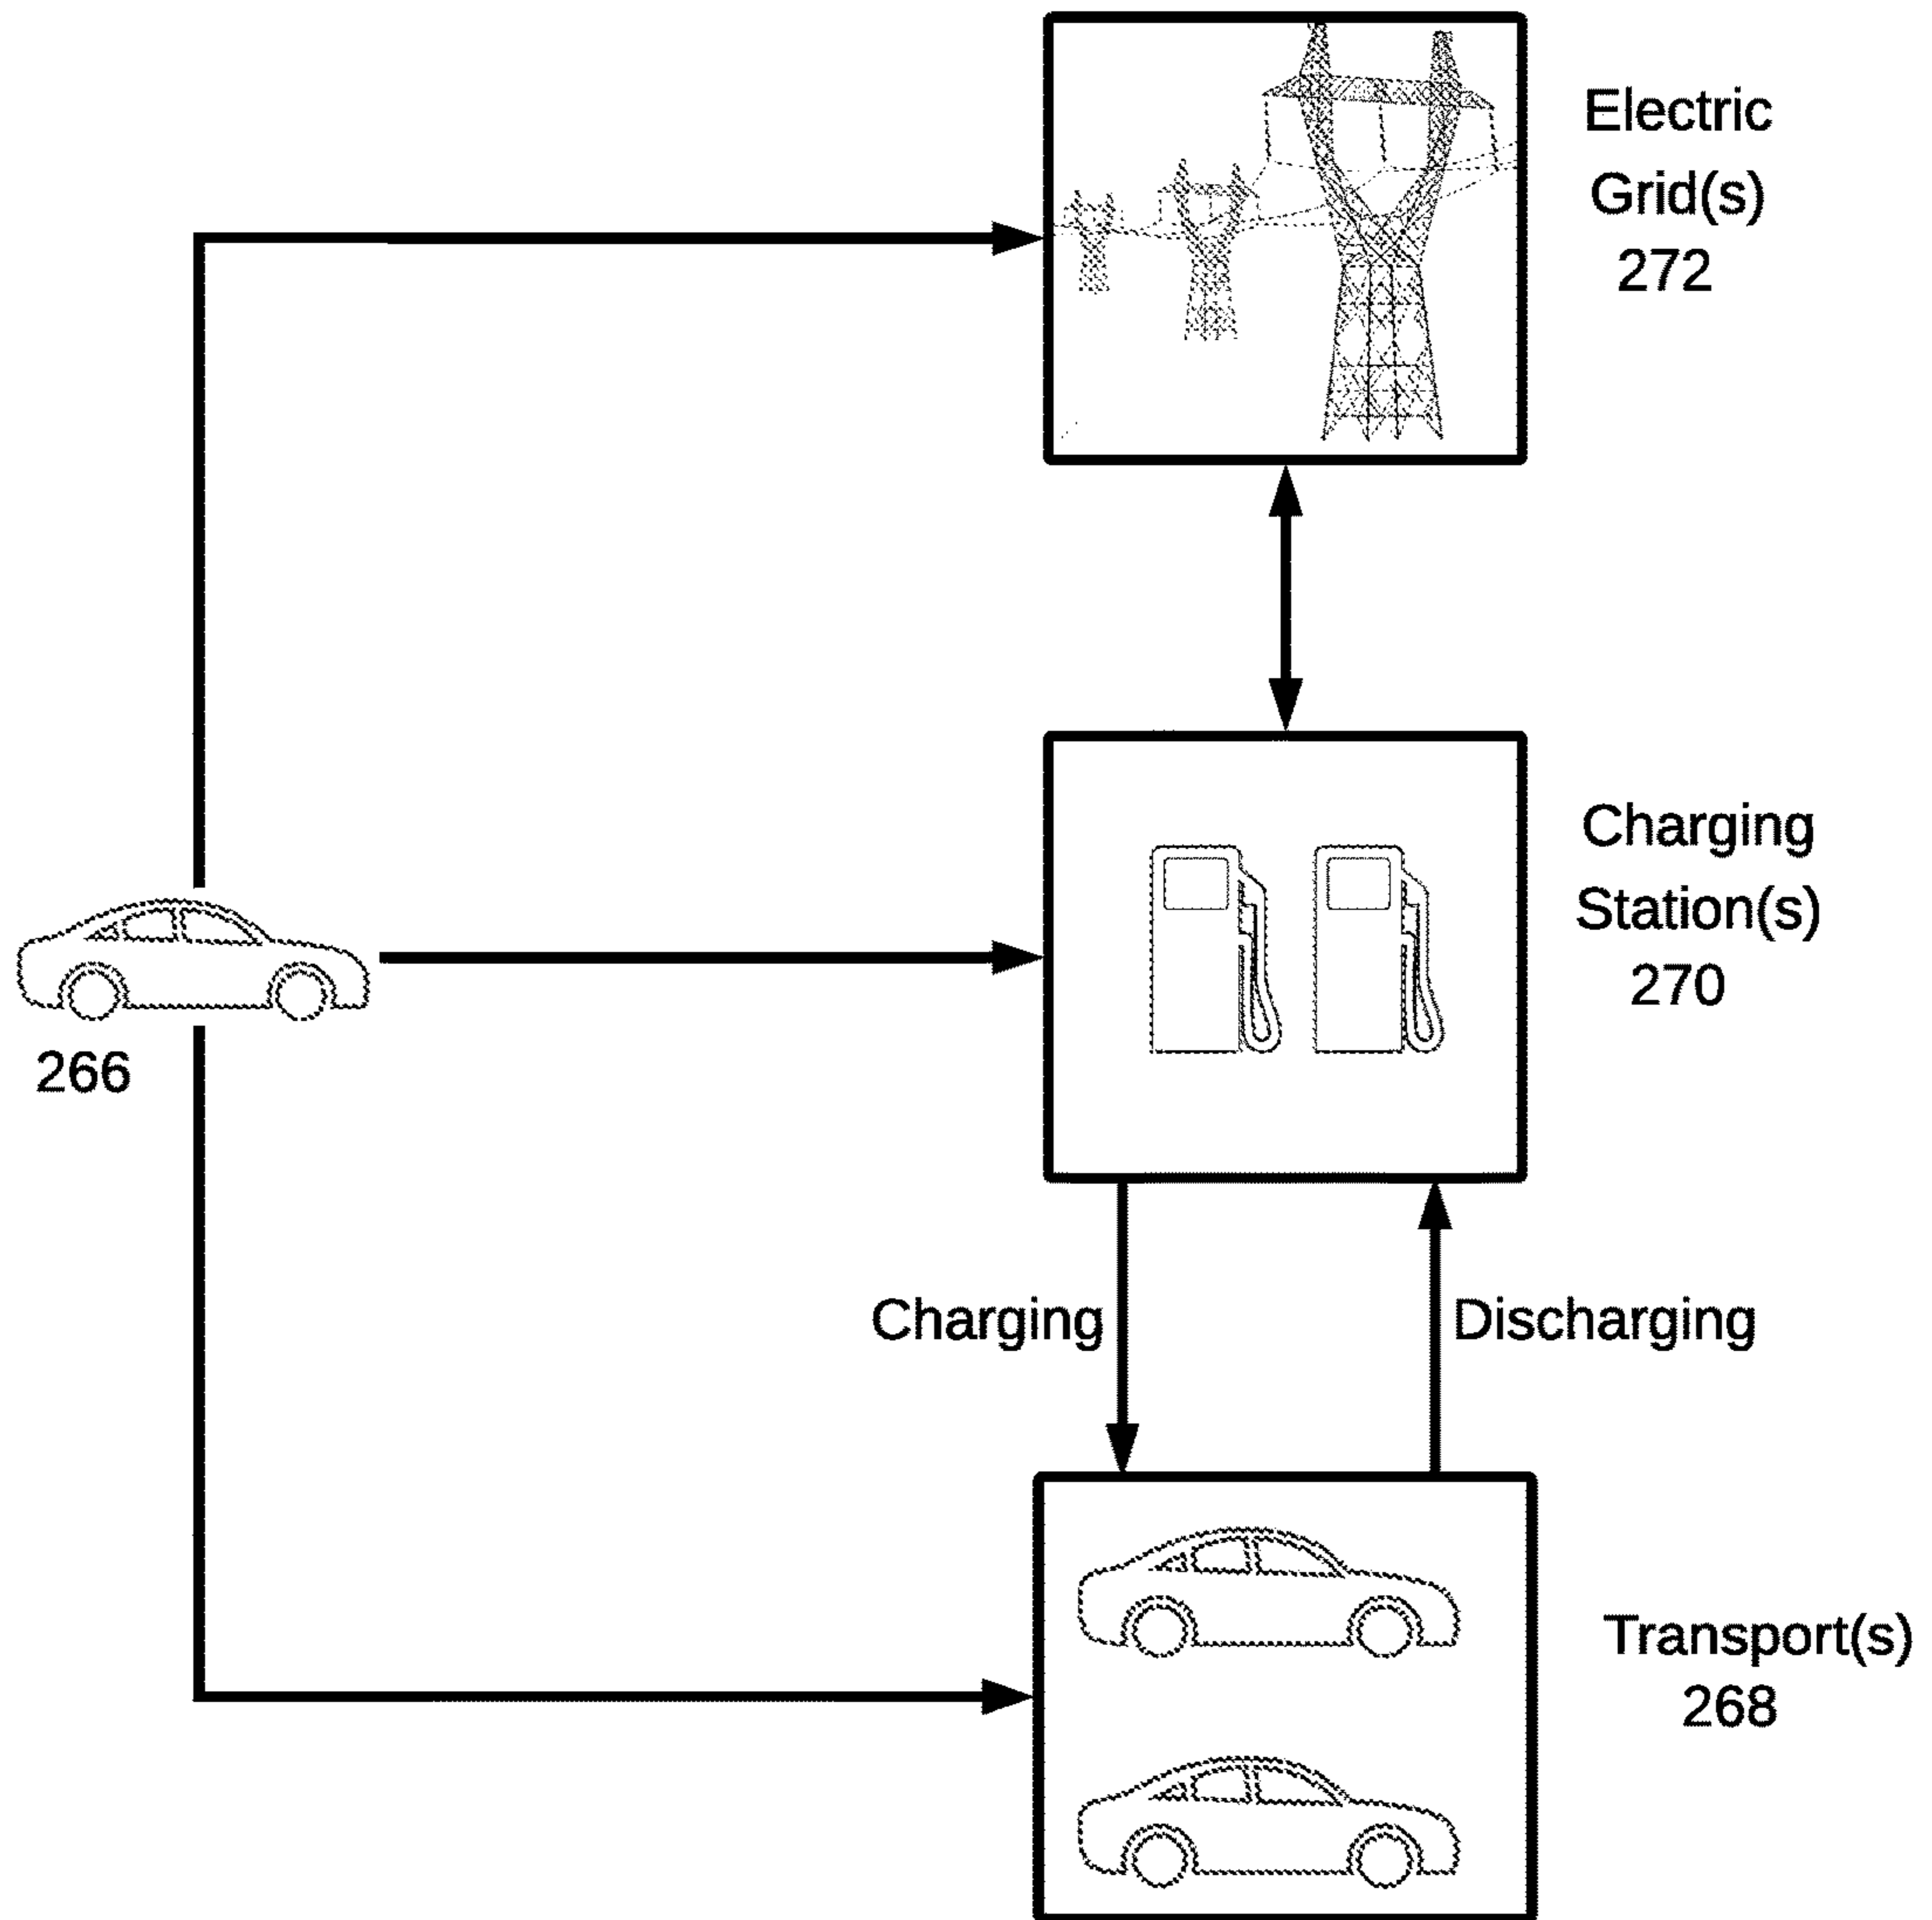 Electric
Grid(s)
272
Charging
Station(s)
270
266
Charging
Discharging
Transport(s)
268